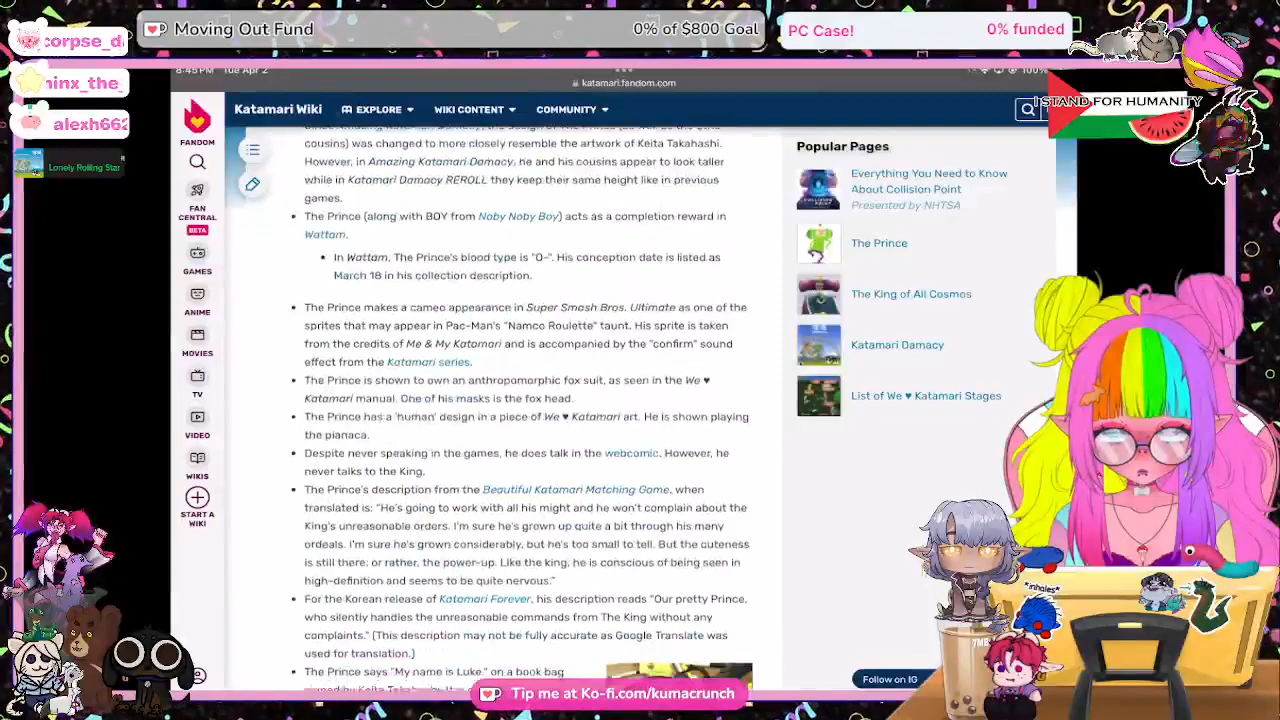 Moving Out Fund
0% of $800 Goal
PC Case!
0% funded
corpse_d
minx_the_
alexh662
Lonely Rolling Star
8:45 PM Tue Apr 2
100%
katamari.fandom.com
I STAND FOR HUMANITY
Katamari Wiki
EXPLORE
WIKI CONTENT
COMMUNITY
FANDOM
FAN CENTRAL
BETA
GAMES
ANIME
MOVIES
TV
VIDEO
WIKIS
START A WIKI
cousins) was changed to more closely resemble the artwork of Keita Takahashi.
However, in Amazing Katamari Damacy, he and his cousins appear to look taller
while in Katamari Damacy REROLL they keep their same height like in previous
games.
The Prince (along with BOY from Noby Noby Boy) acts as a completion reward in
Wattam.
In Wattam, The Prince's blood type is "O-". His conception date is listed as
March 18 in his collection description.
The Prince makes a cameo appearance in Super Smash Bros. Ultimate as one of the
sprites that may appear in Pac-Man's "Namco Roulette" taunt. His sprite is taken
from the credits of Me & My Katamari and is accompanied by the "confirm" sound
effect from the Katamari series.
The Prince is shown to own an anthropomorphic fox suit, as seen in the We ♥
Katamari manual. One of his masks is the fox head.
The Prince has a 'human' design in a piece of We ♥ Katamari art. He is shown playing
the pianaca.
Despite never speaking in the games, he does talk in the webcomic. However, he
never talks to the King.
The Prince's description from the Beautiful Katamari Matching Game, when
translated is: "He's going to work with all his might and he won't complain about the
King's unreasonable orders. I'm sure he's grown up quite a bit through his many
ordeals. I'm sure he's grown considerably, but he's too small to tell. But the cuteness
is still there; or rather, the power-up. Like the king, he is conscious of being seen in
high-definition and seems to be quite nervous."
For the Korean release of Katamari Forever, his description reads "Our pretty Prince,
who silently handles the unreasonable commands from The King without any
complaints." (This description may not be fully accurate as Google Translate was
used for translation.)
The Prince says "My name is Luke." on a book bag
Popular Pages
Everything You Need to Know
About Collision Point
Presented by NHTSA
The Prince
The King of All Cosmos
Katamari Damacy
List of We ♥ Katamari Stages
Follow on IG
*inhales*
7MB
Tip me at Ko-fi.com/kumacrunch